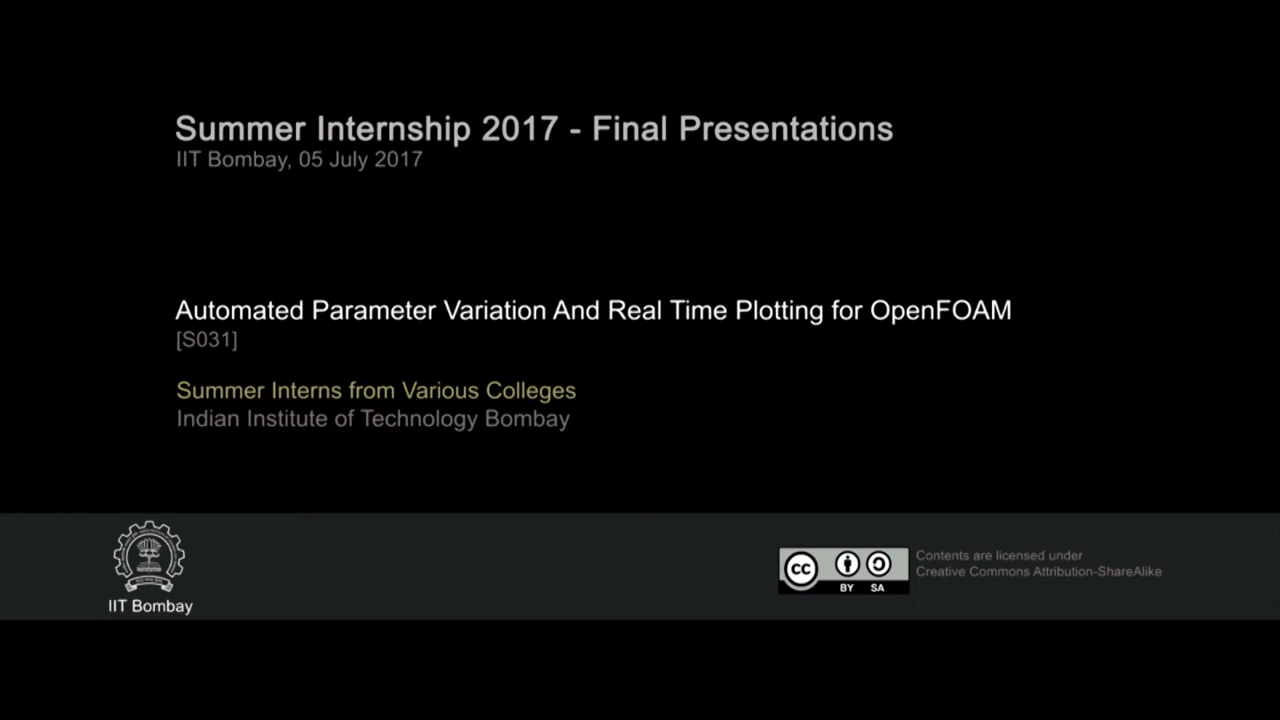 Summer Internship 2017 - Final Presentations
IIT Bombay, 05 July 2017
Automated Parameter Variation And Real Time Plotting for OpenFOAM
[S031]
Summer Interns from Various Colleges
Indian Institute of Technology Bombay
IIT Bombay
cc
BY SA
Contents are licensed under
Creative Commons Attribution-ShareAlike